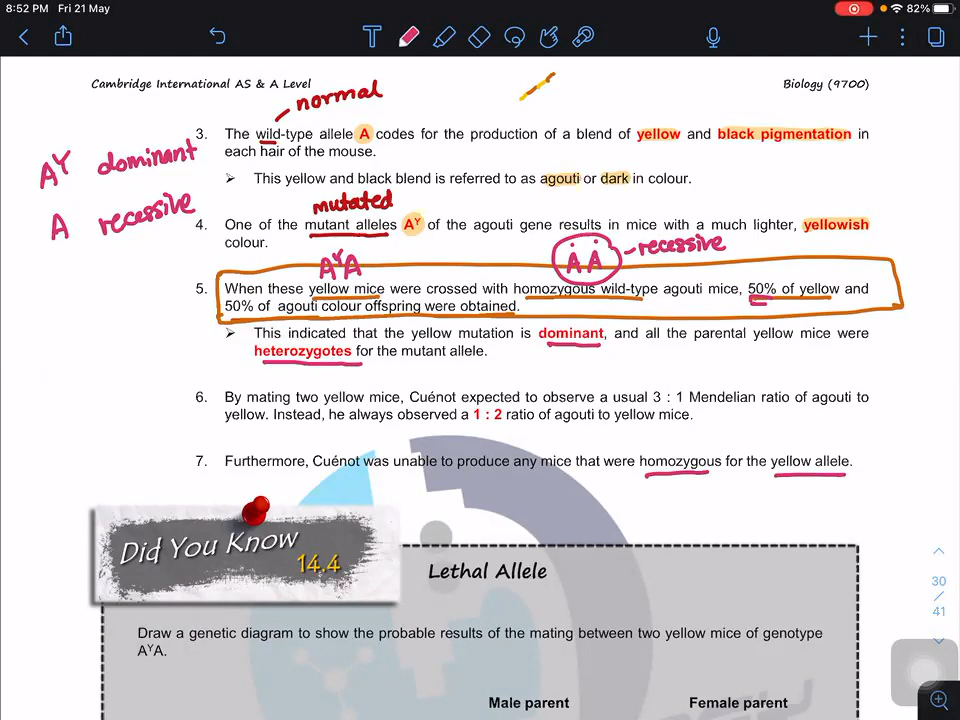 8:52 PM Fri 21 May
82%
Cambridge International AS & A Level
Biology (9700)
normal
3. The wild-type allele A codes for the production of a blend of yellow and black pigmentation in
each hair of the mouse.
Aʸ dominant
➢ This yellow and black blend is referred to as agouti or dark in colour.
A recessive
mutated
4. One of the mutant alleles Aʸ of the agouti gene results in mice with a much lighter, yellowish
colour.
AʸA
AA
recessive
5. When these yellow mice were crossed with homozygous wild-type agouti mice, 50% of yellow and
50% of agouti colour offspring were obtained.
➢ This indicated that the yellow mutation is dominant, and all the parental yellow mice were
heterozygotes for the mutant allele.
6. By mating two yellow mice, Cuénot expected to observe a usual 3 : 1 Mendelian ratio of agouti to
yellow. Instead, he always observed a 1 : 2 ratio of agouti to yellow mice.
7. Furthermore, Cuénot was unable to produce any mice that were homozygous for the yellow allele.
Did You Know
14.4
Lethal Allele
30
/
41
Draw a genetic diagram to show the probable results of the mating between two yellow mice of genotype
AʸA.
Male parent
Female parent